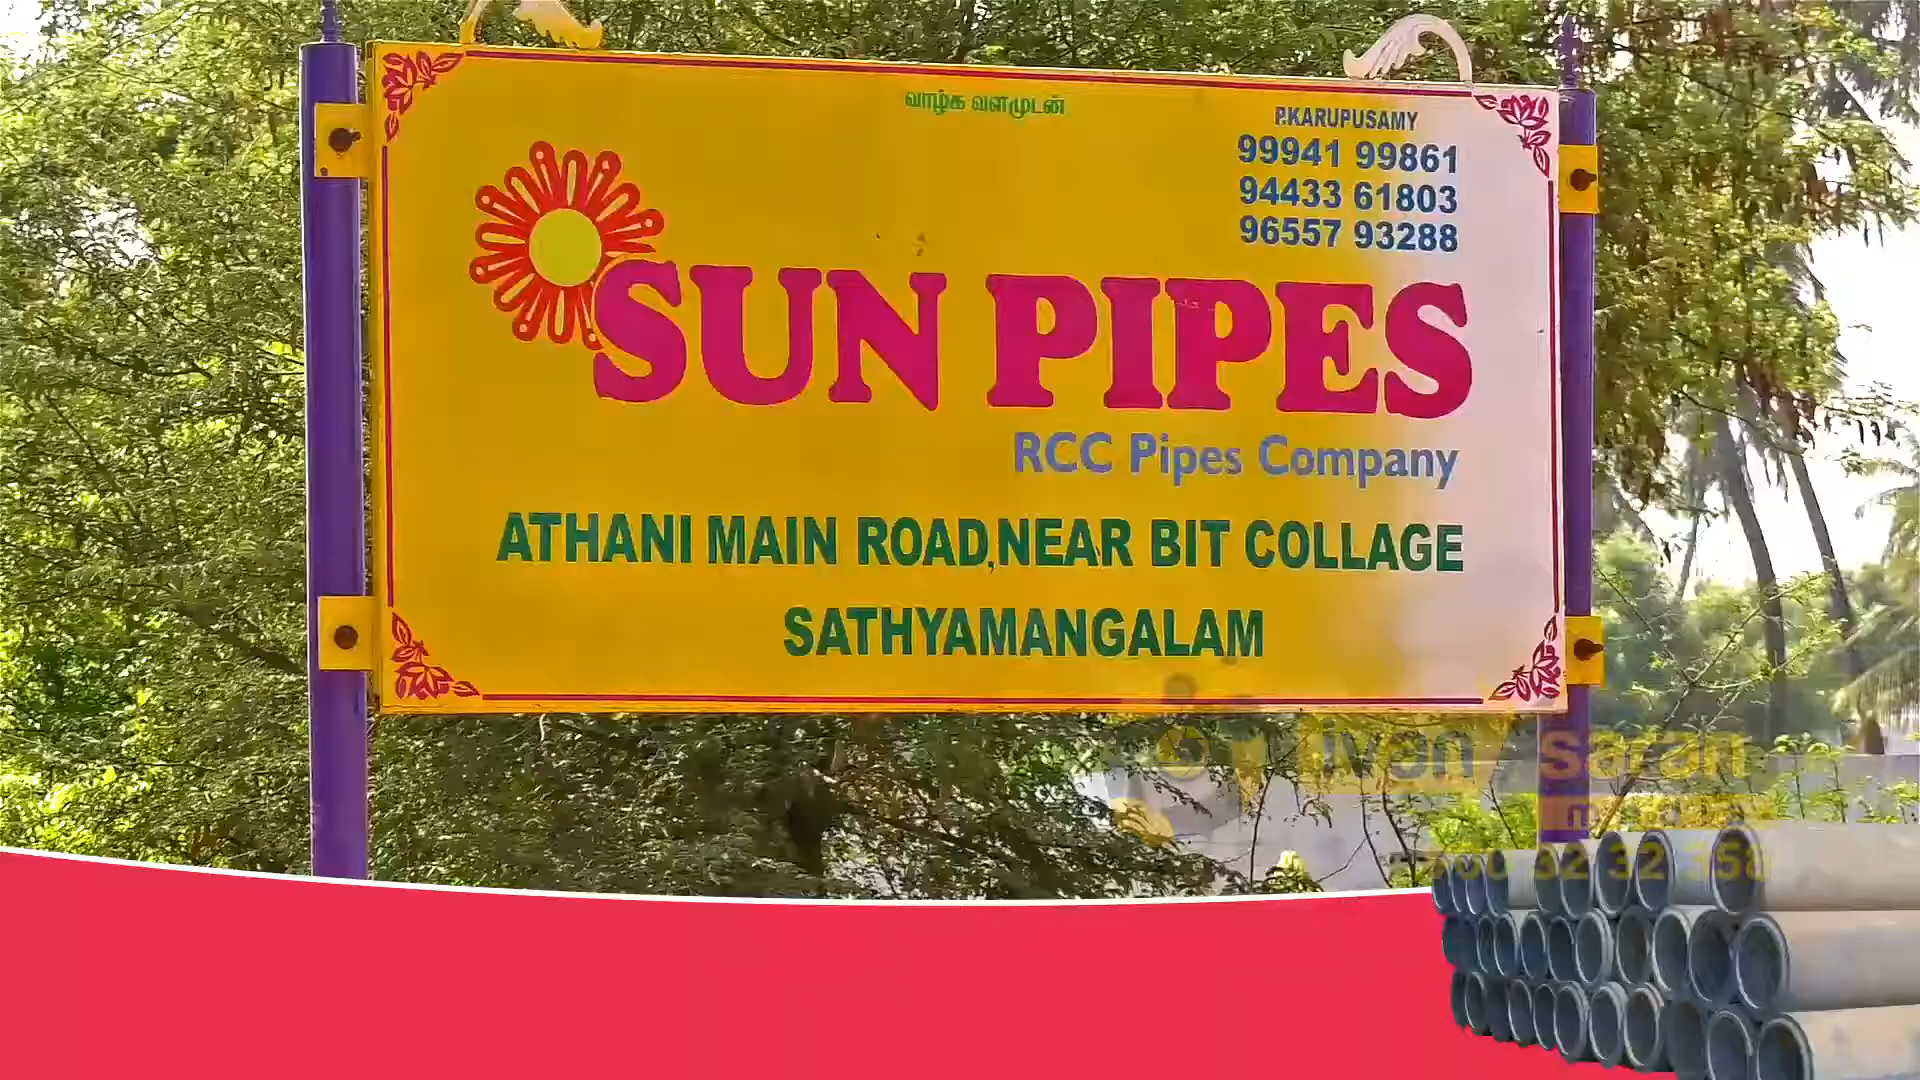 வாழ்க வளமுடன்
P.KARUPUSAMY
99941 99861
94433 61803
96557 93288
SUN PIPES
RCC Pipes Company
ATHANI MAIN ROAD,NEAR BIT COLLAGE
SATHYAMANGALAM
saran